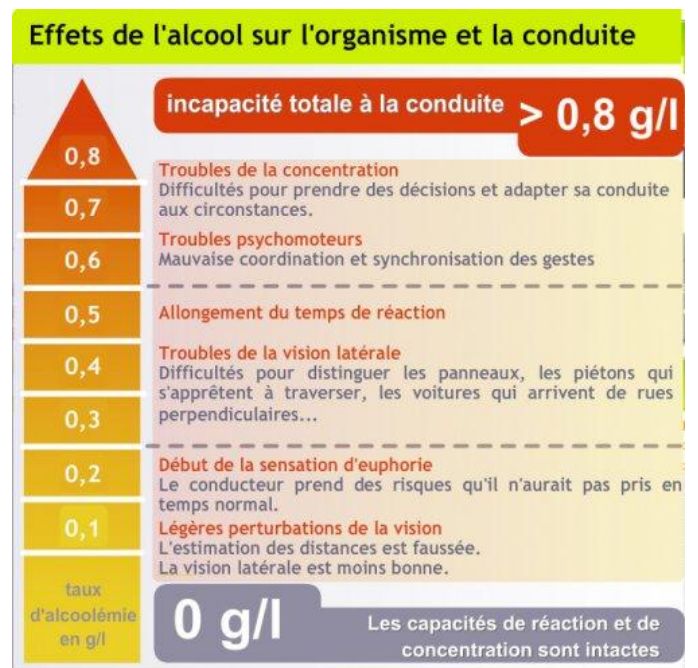 Effets de l'alcool sur l'organisme et la conduite
incapacité totale à la conduite > 0,8 g/l
0,8
Troubles de la concentration
Difficultés pour prendre des décisions et adapter sa conduite
aux circonstances.
0,7
Troubles psychomoteurs
Mauvaise coordination et synchronisation des gestes
0,6
0,5
Allongement du temps de réaction
0,4
Troubles de la vision latérale
Difficultés pour distinguer les panneaux, les piétons qui
s'apprêtent à traverser, les voitures qui arrivent de rues
perpendiculaires...
0,3
0,2
Début de la sensation d'euphorie
Le conducteur prend des risques qu'il n'aurait pas pris en
temps normal.
0,1
Légères perturbations de la vision
L'estimation des distances est faussée.
La vision latérale est moins bonne.
taux
d'alcoolémie
en g/l
0 g/l
Les capacités de réaction et de
concentration sont intactes